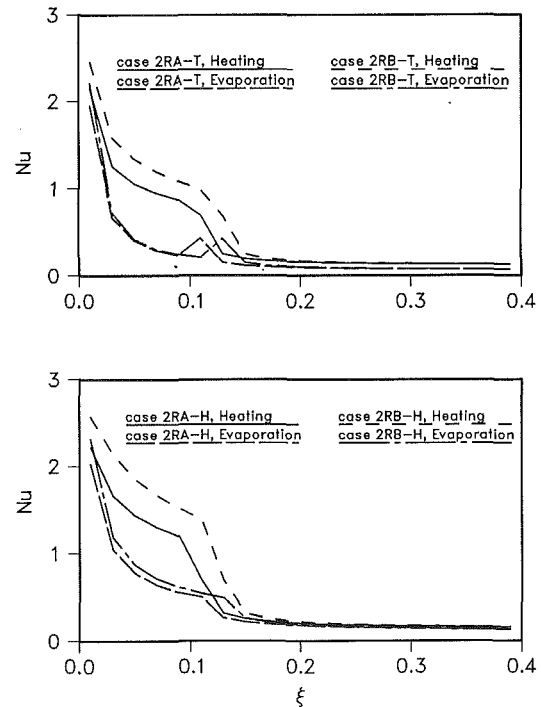 3
case 2RA-T, Heating case 2RB-T, Heating
case 2RA-T, Evaporation case 2RB-T, Evaporation
2
Nu
1
0
0.0 0.1 0.2 0.3 0.4
3
case 2RA-H, Heating case 2RB-H, Heating
case 2RA-H, Evaporation case 2RB-H, Evaporation
2
Nu
1
0
0.0 0.1 0.2 0.3 0.4
ξ